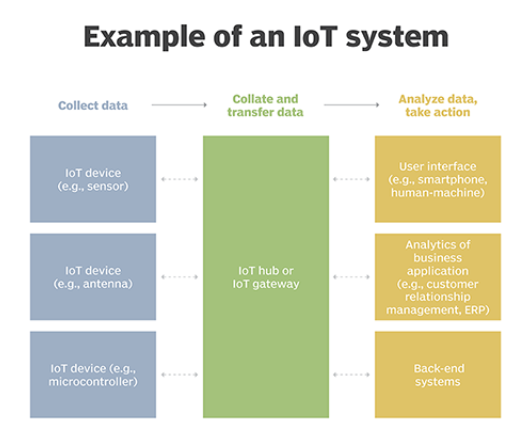 Example of an IoT system
Collect data
Collate and
transfer data
Analyze data,
take action
IoT device
(e.g., sensor)
IoT device
(e.g., antenna)
IoT device (e.g.,
microcontroller)
IoT hub or
IoT gateway
User interface
(e.g., smartphone,
human-machine)
Analytics of
business
application
(e.g., customer
relationship
management, ERP)
Back-end
systems